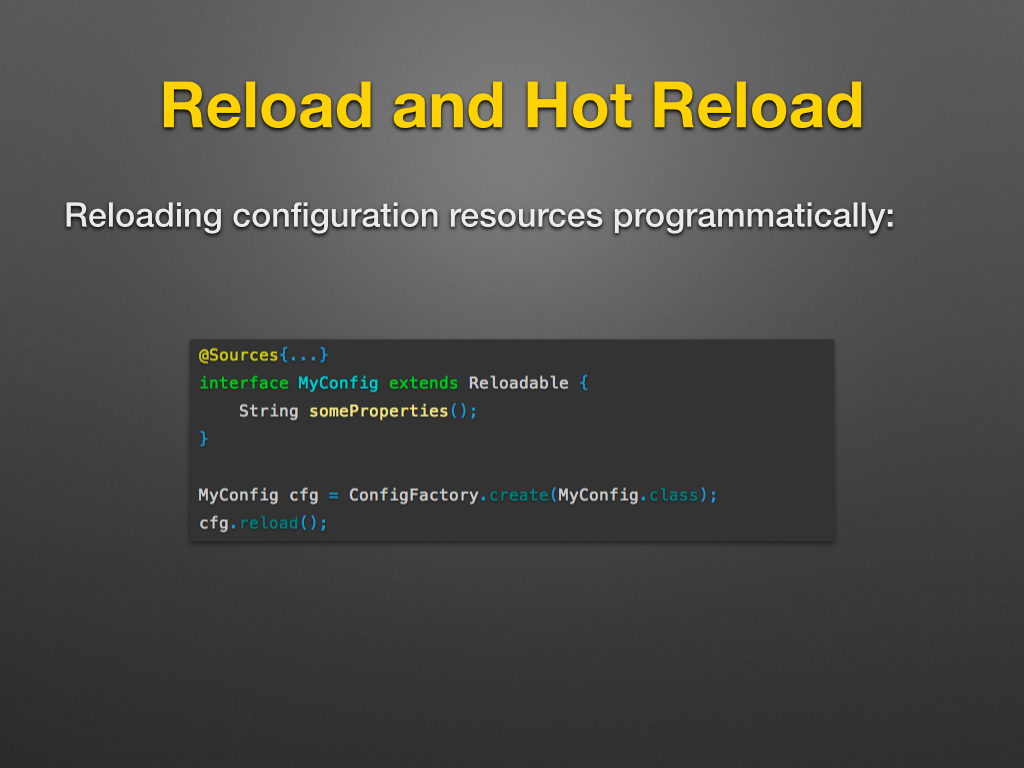 Reload and Hot Reload
Reloading configuration resources programmatically:
@Sources{...}
interface MyConfig extends Reloadable {
    String someProperties();
}
MyConfig cfg = ConfigFactory.create(MyConfig.class);
cfg.reload();